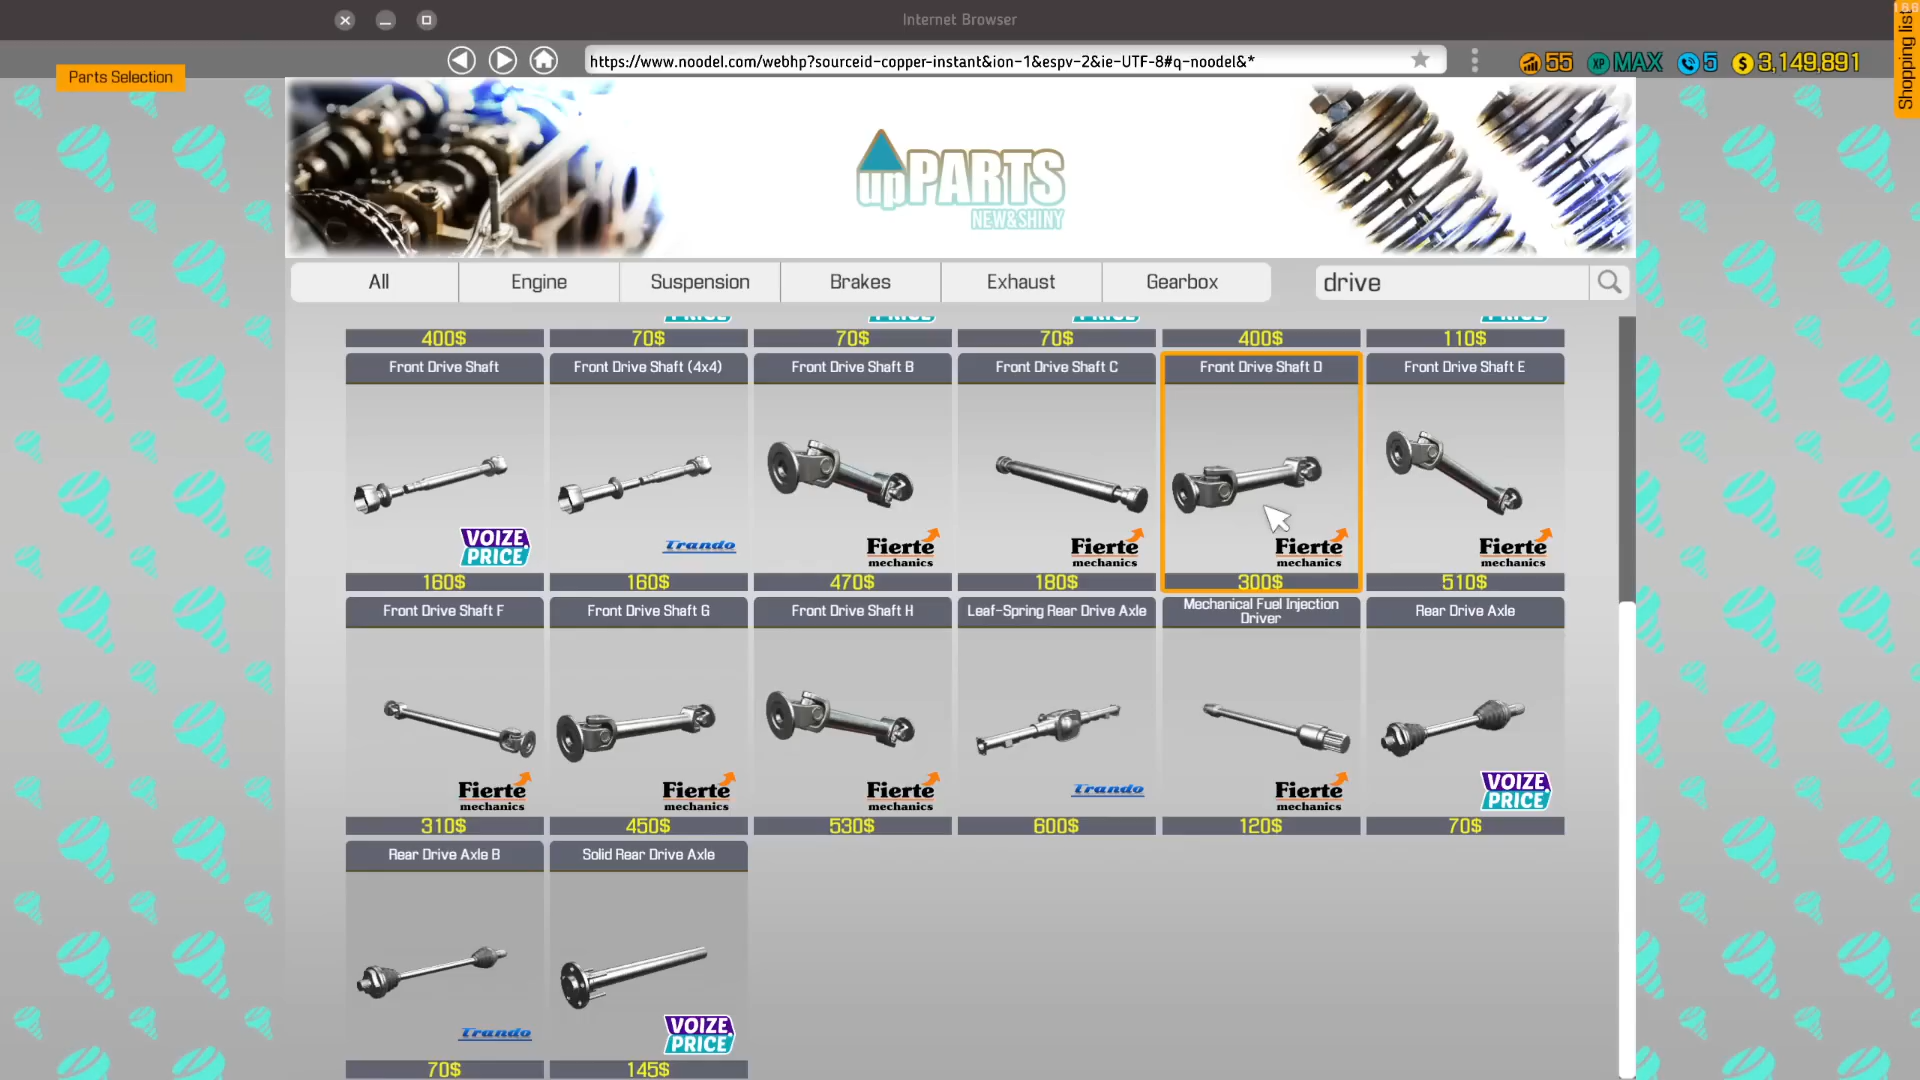 Internet Browser
Parts Selection
https://www.noodel.com/webhp?sourceid-copper-instant&ion-1&espv-2&ie-UTF-8#q-noodel&*
55
XP MAX
5
$ 3,149,891
Shopping list
upPARTS
NEW&SHINY
All
Engine
Suspension
Brakes
Exhaust
Gearbox
drive
400$
70$
70$
70$
400$
110$
Front Drive Shaft
Front Drive Shaft (4x4)
Front Drive Shaft B
Front Drive Shaft C
Front Drive Shaft D
Front Drive Shaft E
VOIZE
PRICE
Trando
Fierte
mechanics
Fierte
mechanics
Fierte
mechanics
Fierte
mechanics
160$
160$
470$
180$
300$
510$
Front Drive Shaft F
Front Drive Shaft G
Front Drive Shaft H
Leaf-Spring Rear Drive Axle
Mechanical Fuel Injection
Driver
Rear Drive Axle
Fierte
mechanics
Fierte
mechanics
Fierte
mechanics
Trando
Fierte
mechanics
VOIZE
PRICE
310$
450$
530$
600$
120$
70$
Rear Drive Axle B
Solid Rear Drive Axle
Trando
VOIZE
PRICE
70$
145$